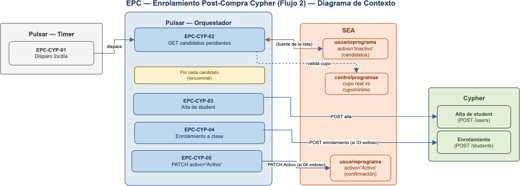 EPC — Enrolamiento Post-Compra Cypher (Flujo 2) — Diagrama de Contexto
Pulsar — Timer
EPC-CYP-01
Disparo 2x/día
dispara
Pulsar — Orquestador
EPC-CYP-02
GET candidatos pendientes
Por cada candidato
(secuencial)
EPC-CYP-03
Alta de student
EPC-CYP-04
Enrolamiento a clase
EPC-CYP-05
PATCH activo='Activo'
(fuente de la lista)
valida cupo
POST alta
POST enrolamiento (si 03 exitoso)
PATCH Activo (si 04 exitoso)
SEA
usuarioprograma
activo='Inactivo'
(candidatos)
controlprogramas
cupo real vs
cupominimo
usuarioprograma
activo='Activo'
(confirmación)
Cypher
Alta de student
(POST /users)
Enrolamiento
(POST /students)